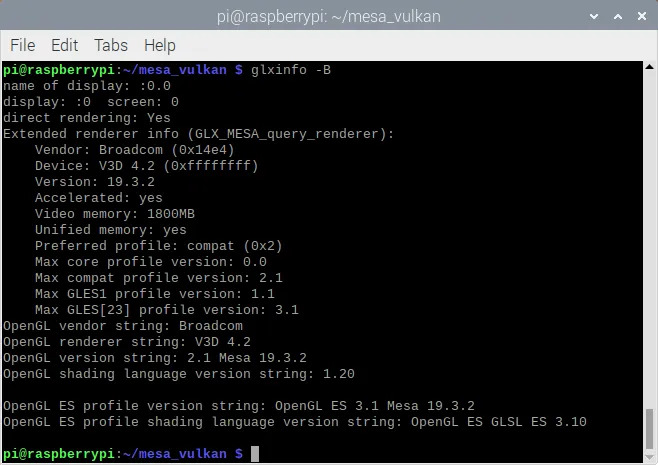 pi@raspberrypi: ~/mesa_vulkan
File Edit Tabs Help
pi@raspberrypi:~/mesa_vulkan $ glxinfo -B
name of display: :0.0
display: :0  screen: 0
direct rendering: Yes
Extended renderer info (GLX_MESA_query_renderer):
    Vendor: Broadcom (0x14e4)
    Device: V3D 4.2 (0xffffffff)
    Version: 19.3.2
    Accelerated: yes
    Video memory: 1800MB
    Unified memory: yes
    Preferred profile: compat (0x2)
    Max core profile version: 0.0
    Max compat profile version: 2.1
    Max GLES1 profile version: 1.1
    Max GLES[23] profile version: 3.1
OpenGL vendor string: Broadcom
OpenGL renderer string: V3D 4.2
OpenGL version string: 2.1 Mesa 19.3.2
OpenGL shading language version string: 1.20
OpenGL ES profile version string: OpenGL ES 3.1 Mesa 19.3.2
OpenGL ES profile shading language version string: OpenGL ES GLSL ES 3.10
pi@raspberrypi:~/mesa_vulkan $